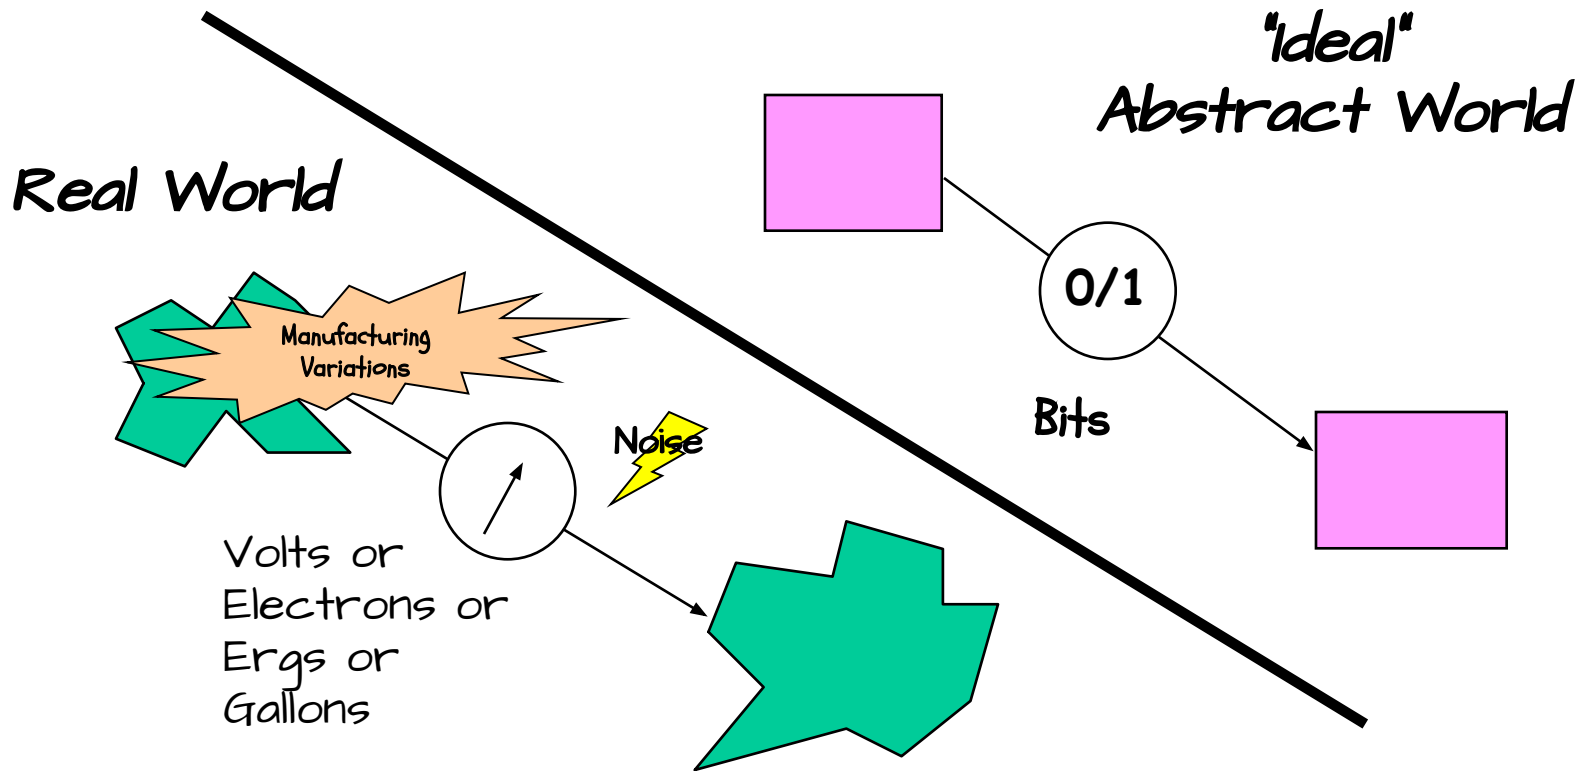 "Ideal"
Abstract World
Real World
0/1
Manufacturing
Variations
Bits
Noise
Volts or
Electrons or
Ergs or
Gallons